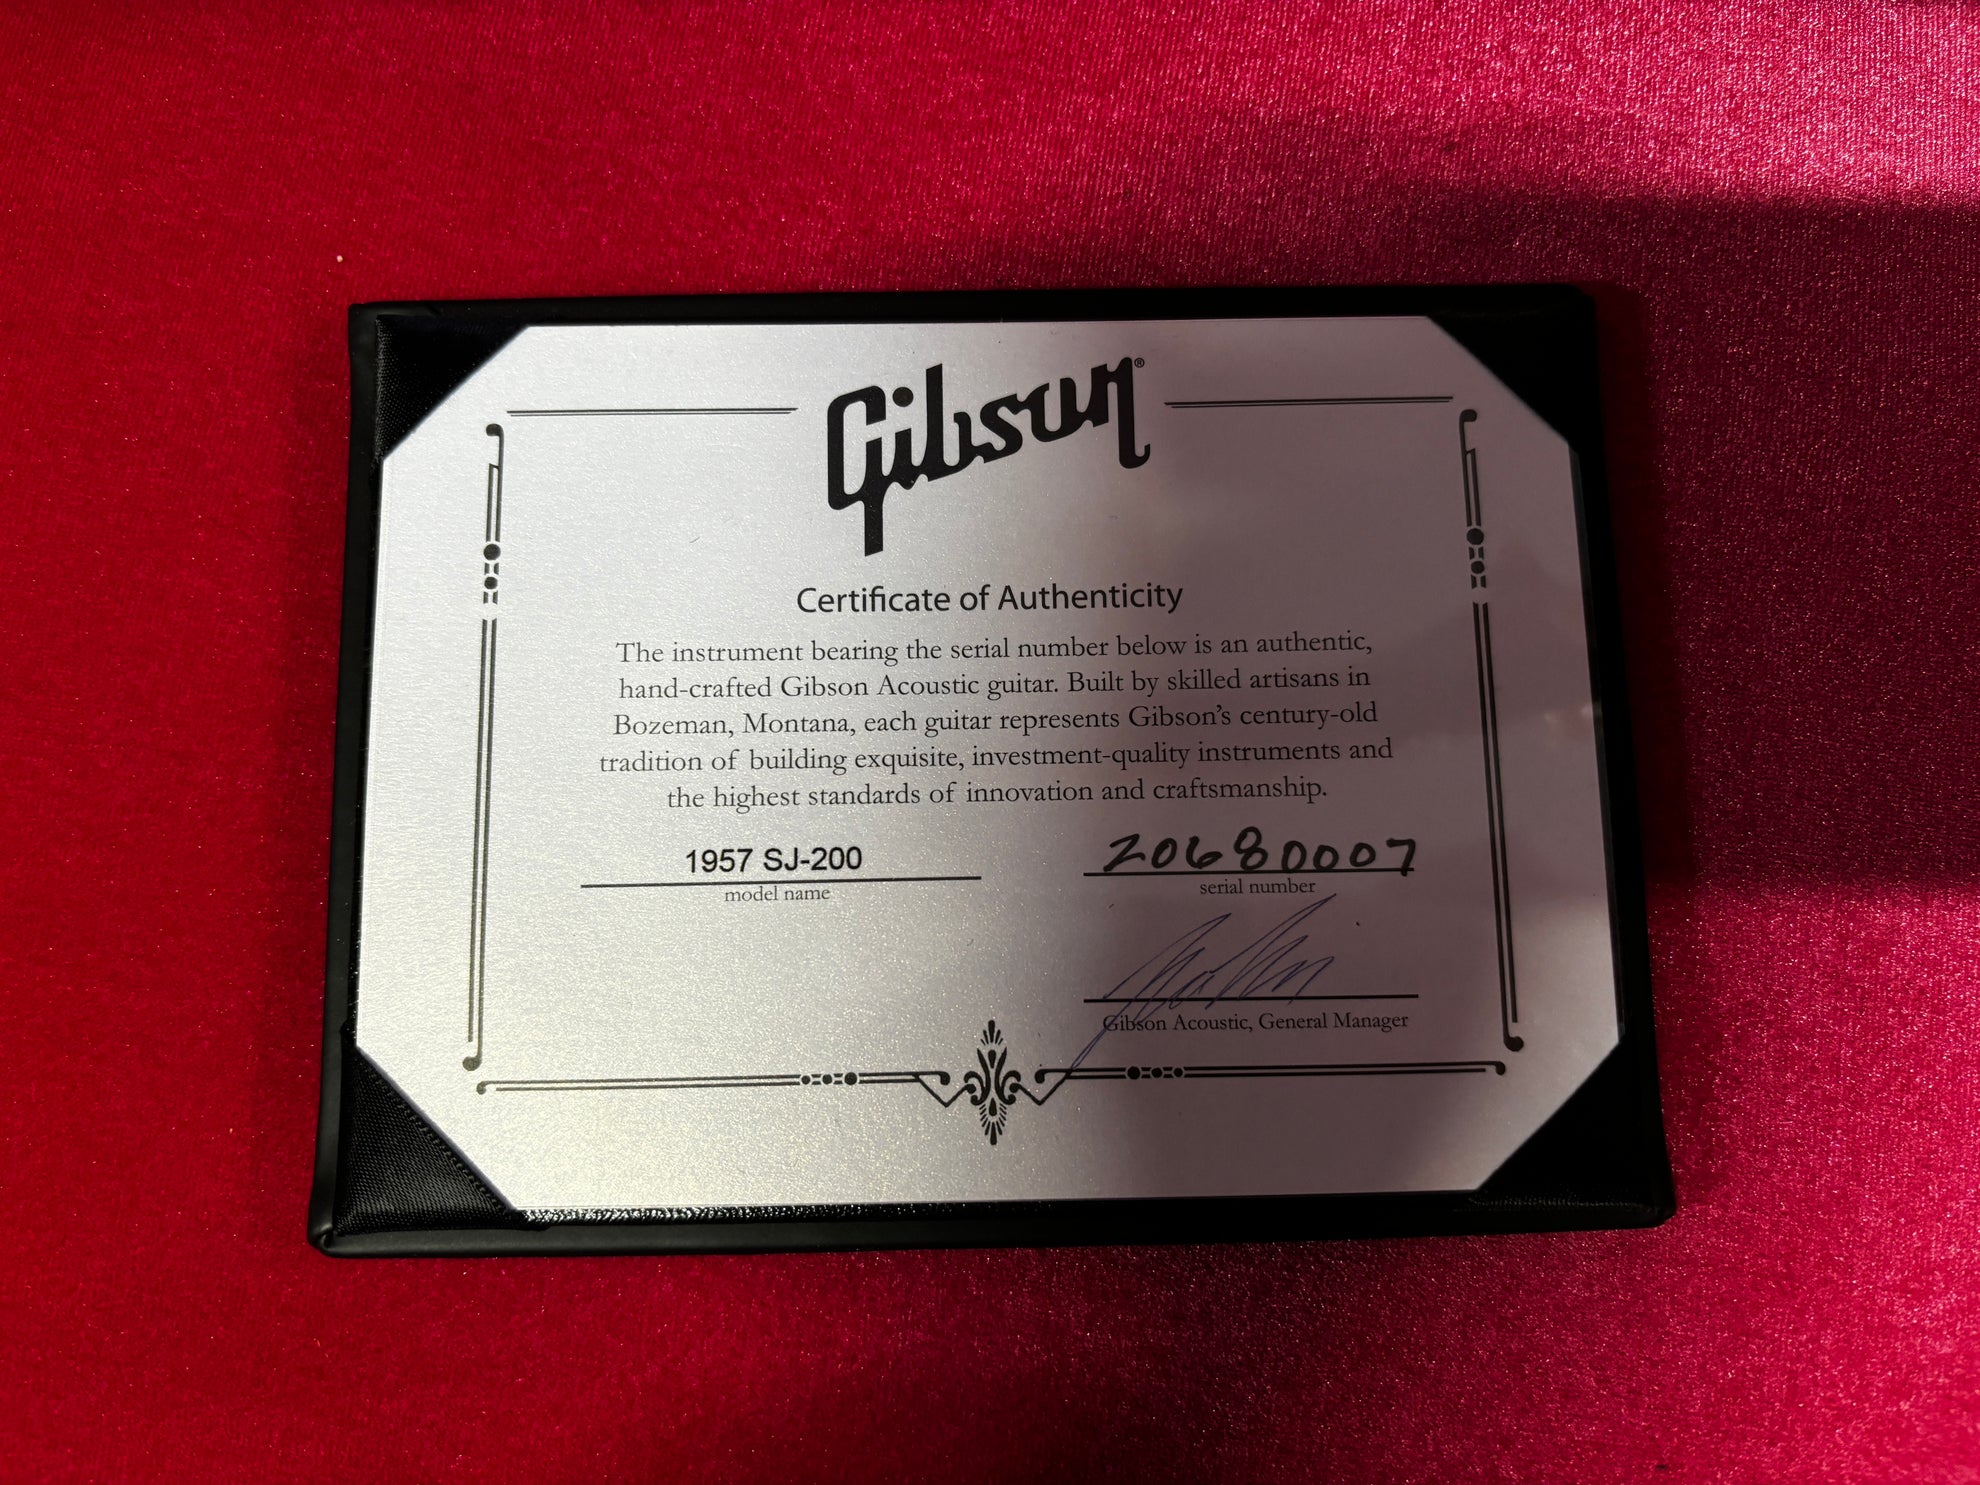 Gibson®
Certificate of Authenticity
The instrument bearing the serial number below is an authentic,
hand-crafted Gibson Acoustic guitar. Built by skilled artisans in
Bozeman, Montana, each guitar represents Gibson's century-old
tradition of building exquisite, investment-quality instruments and
the highest standards of innovation and craftsmanship.
1957 SJ-200 20680007
model name serial number
Gibson Acoustic, General Manager